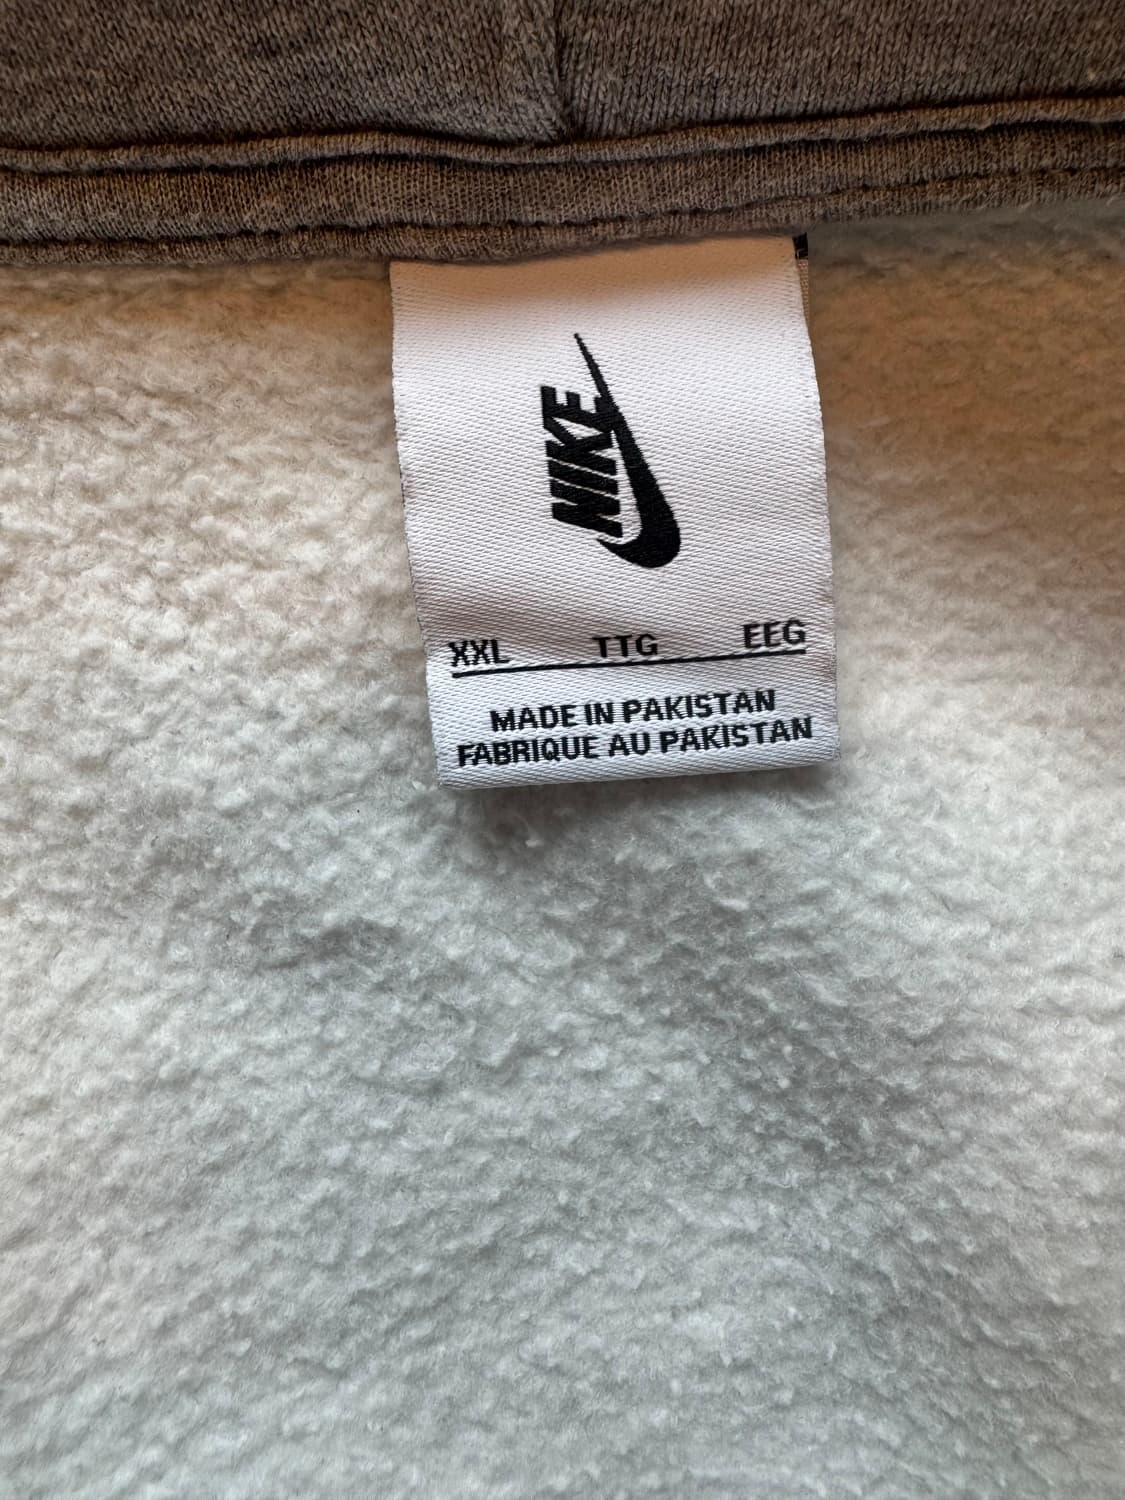 NIKE
XXL TTG EEG
MADE IN PAKISTAN
FABRIQUE AU PAKISTAN